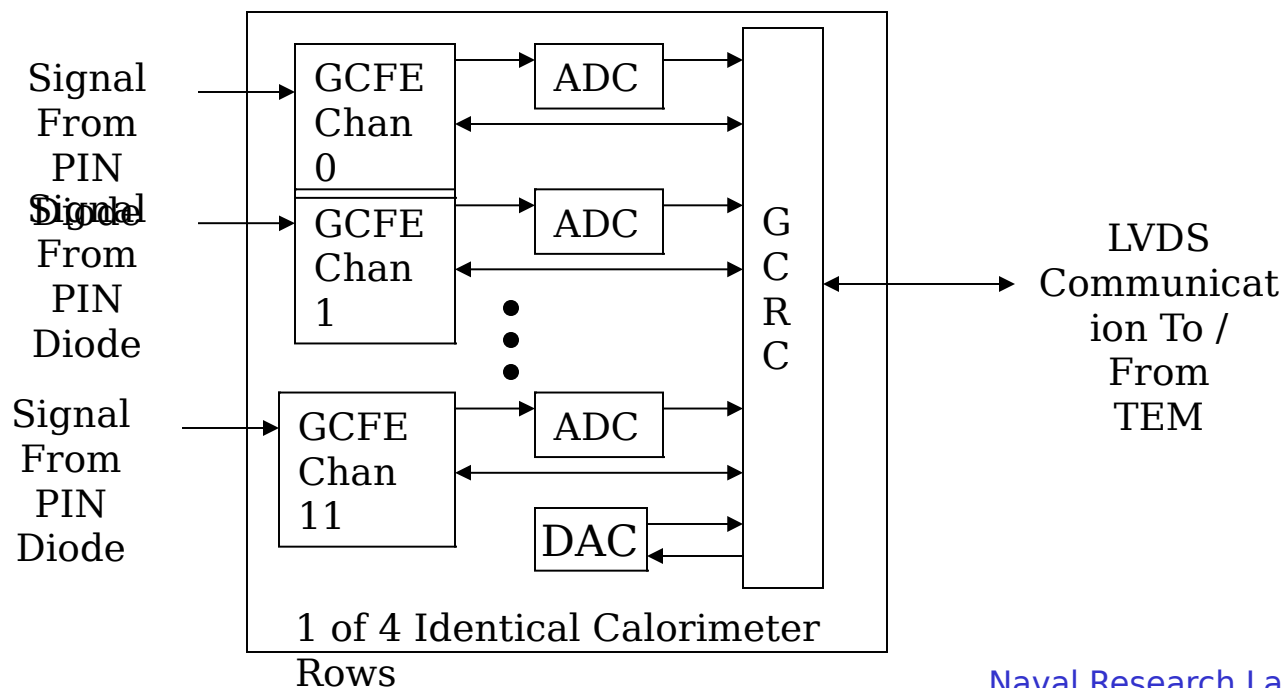 Signal
From
PIN
Diode
GCFE
Chan
0
ADC
Signal
From
PIN
Diode
GCFE
Chan
1
ADC
G
C
R
C
LVDS
Communicat
ion To /
From
TEM
Signal
From
PIN
Diode
GCFE
Chan
11
ADC
DAC
1 of 4 Identical Calorimeter
Rows
Naval Research La